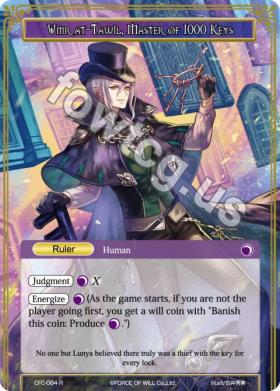 Umr at-Tawil, Master of 1000 Keys
fowtcg.us
Ruler Human
Judgment X
Energize (As the game starts, if you are not the
player going first, you get a will coin with "Banish
this coin: Produce .")
No one but Lunya believed there truly was a thief with the key for
every lock.
CFC-064 R ©FORCE OF WILL Co.,Ltd.